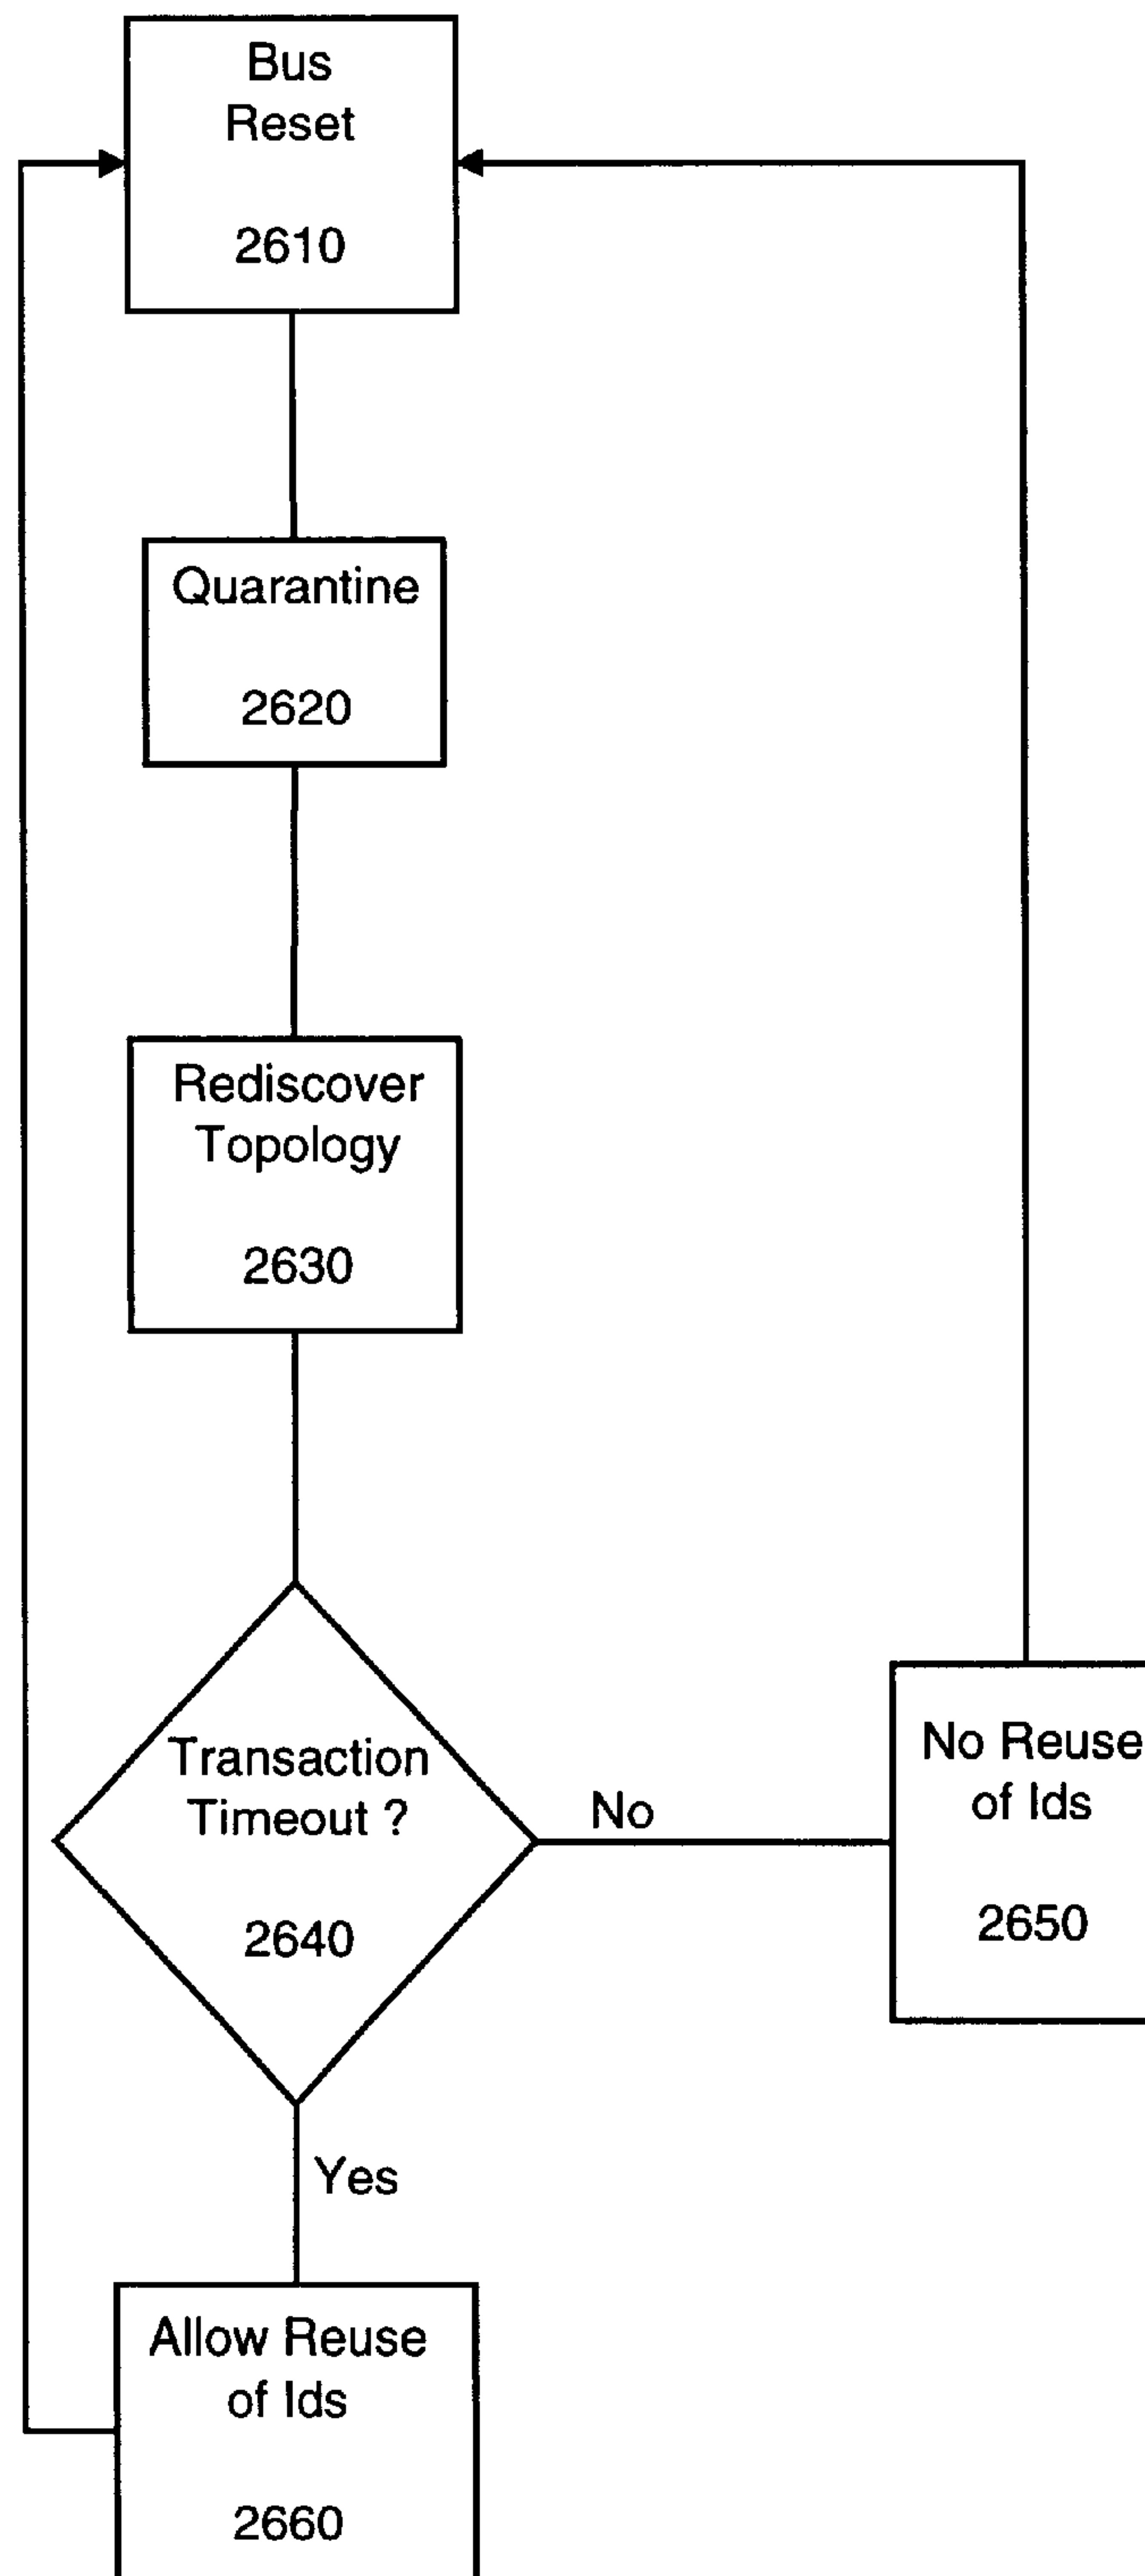 Bus
Reset
2610
Quarantine
2620
Rediscover
Topology
2630
Transaction
Timeout ?
2640
No
No Reuse
of Ids
2650
Yes
Allow Reuse
of Ids
2660